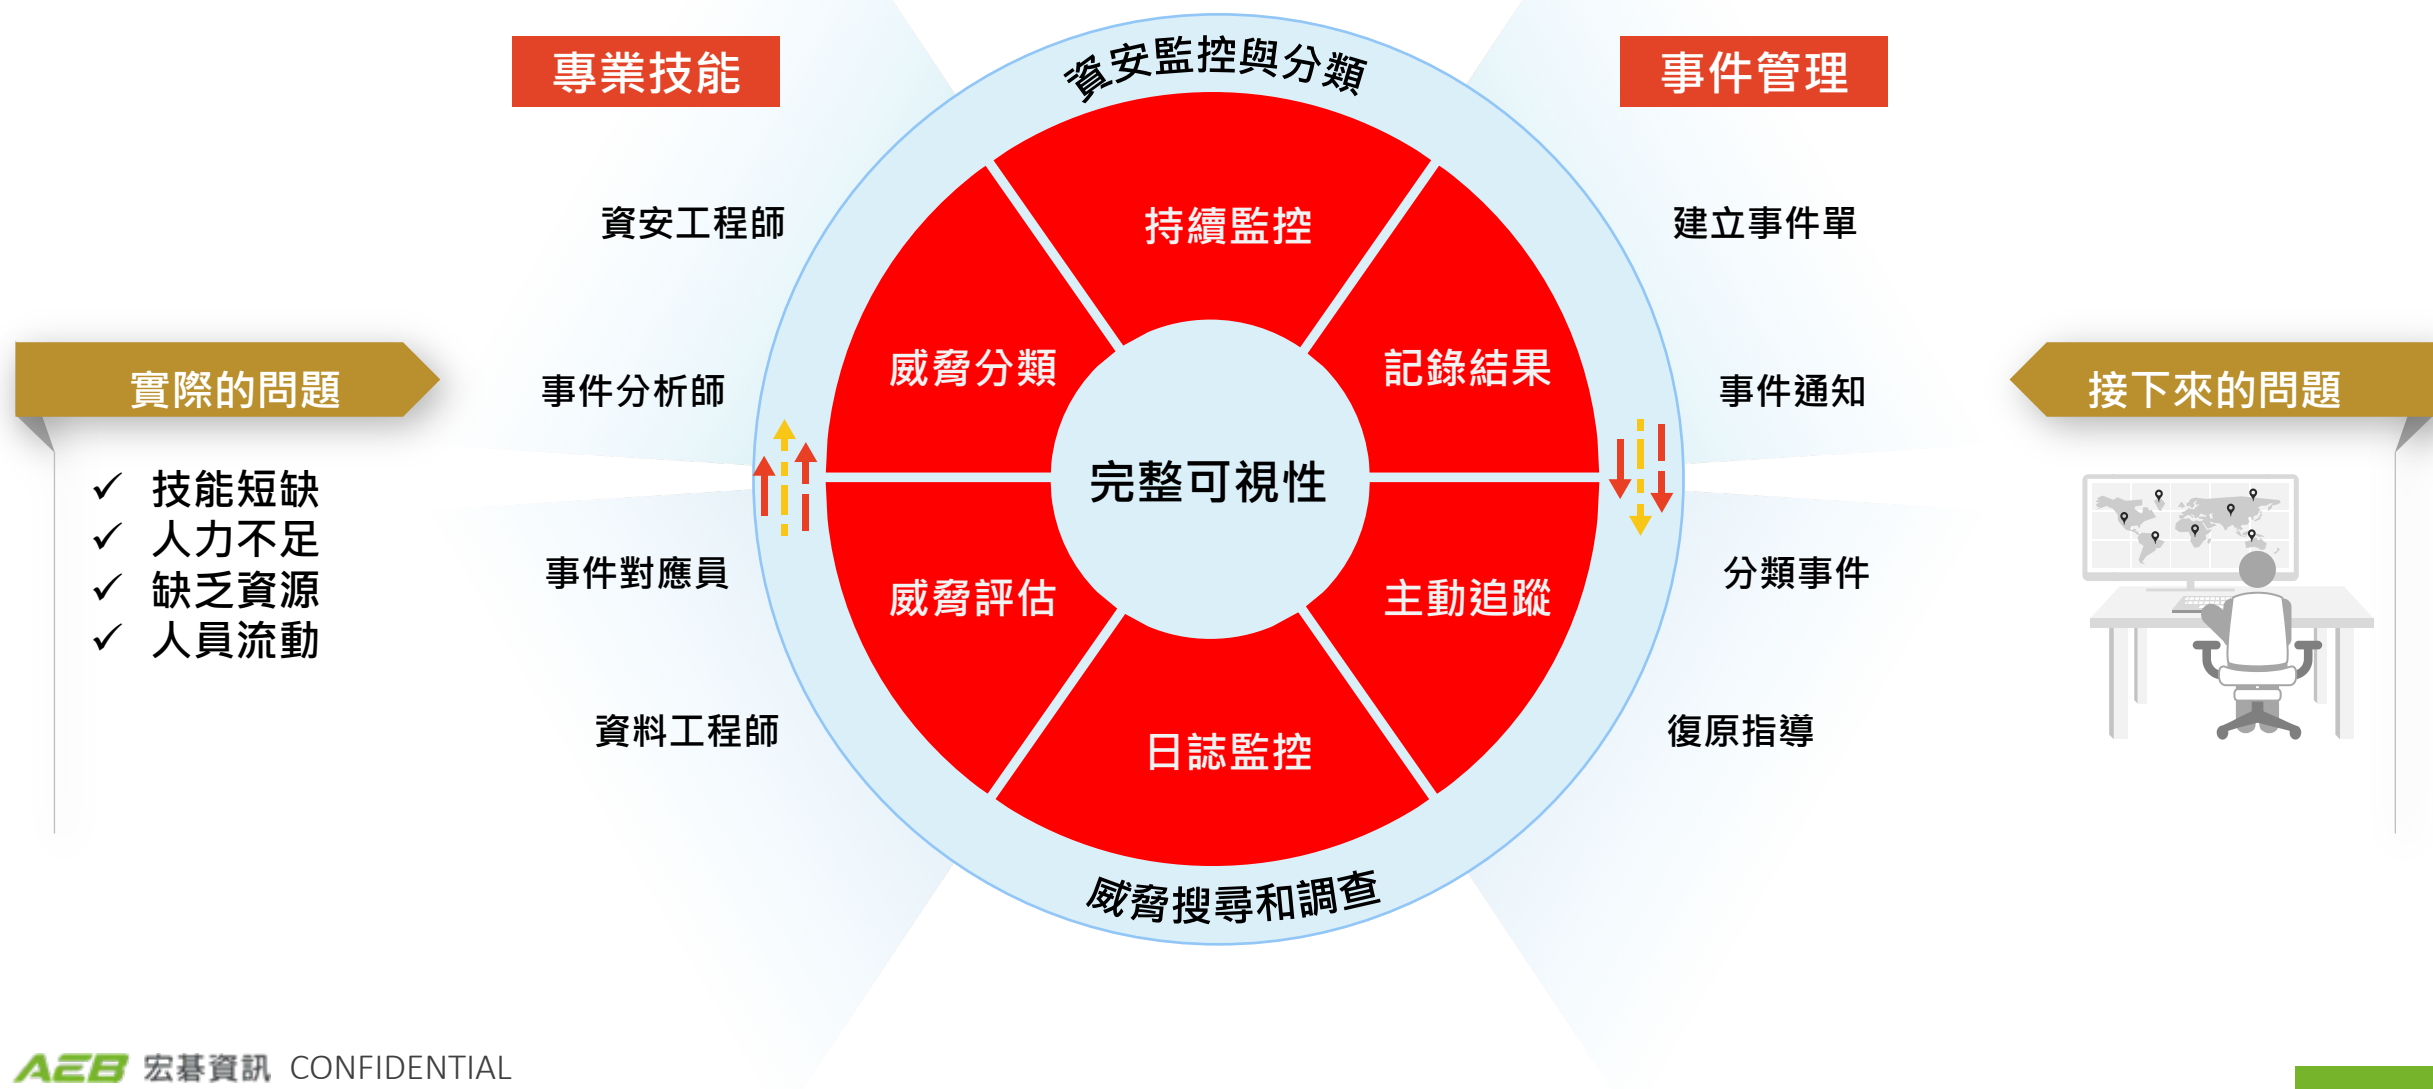 資安監控與分類
專業技能
事件管理
資安工程師
持續監控
建立事件單
實際的問題
事件分析師
威脅分類
記錄結果
事件通知
接下來的問題
完整可視性
✓ 技能短缺
✓ 人力不足
✓ 缺乏資源
✓ 人員流動
事件對應員
威脅評估
主動追蹤
分類事件
資料工程師
日誌監控
復原指導
威脅搜尋和調查
AEB 宏碁資訊 CONFIDENTIAL